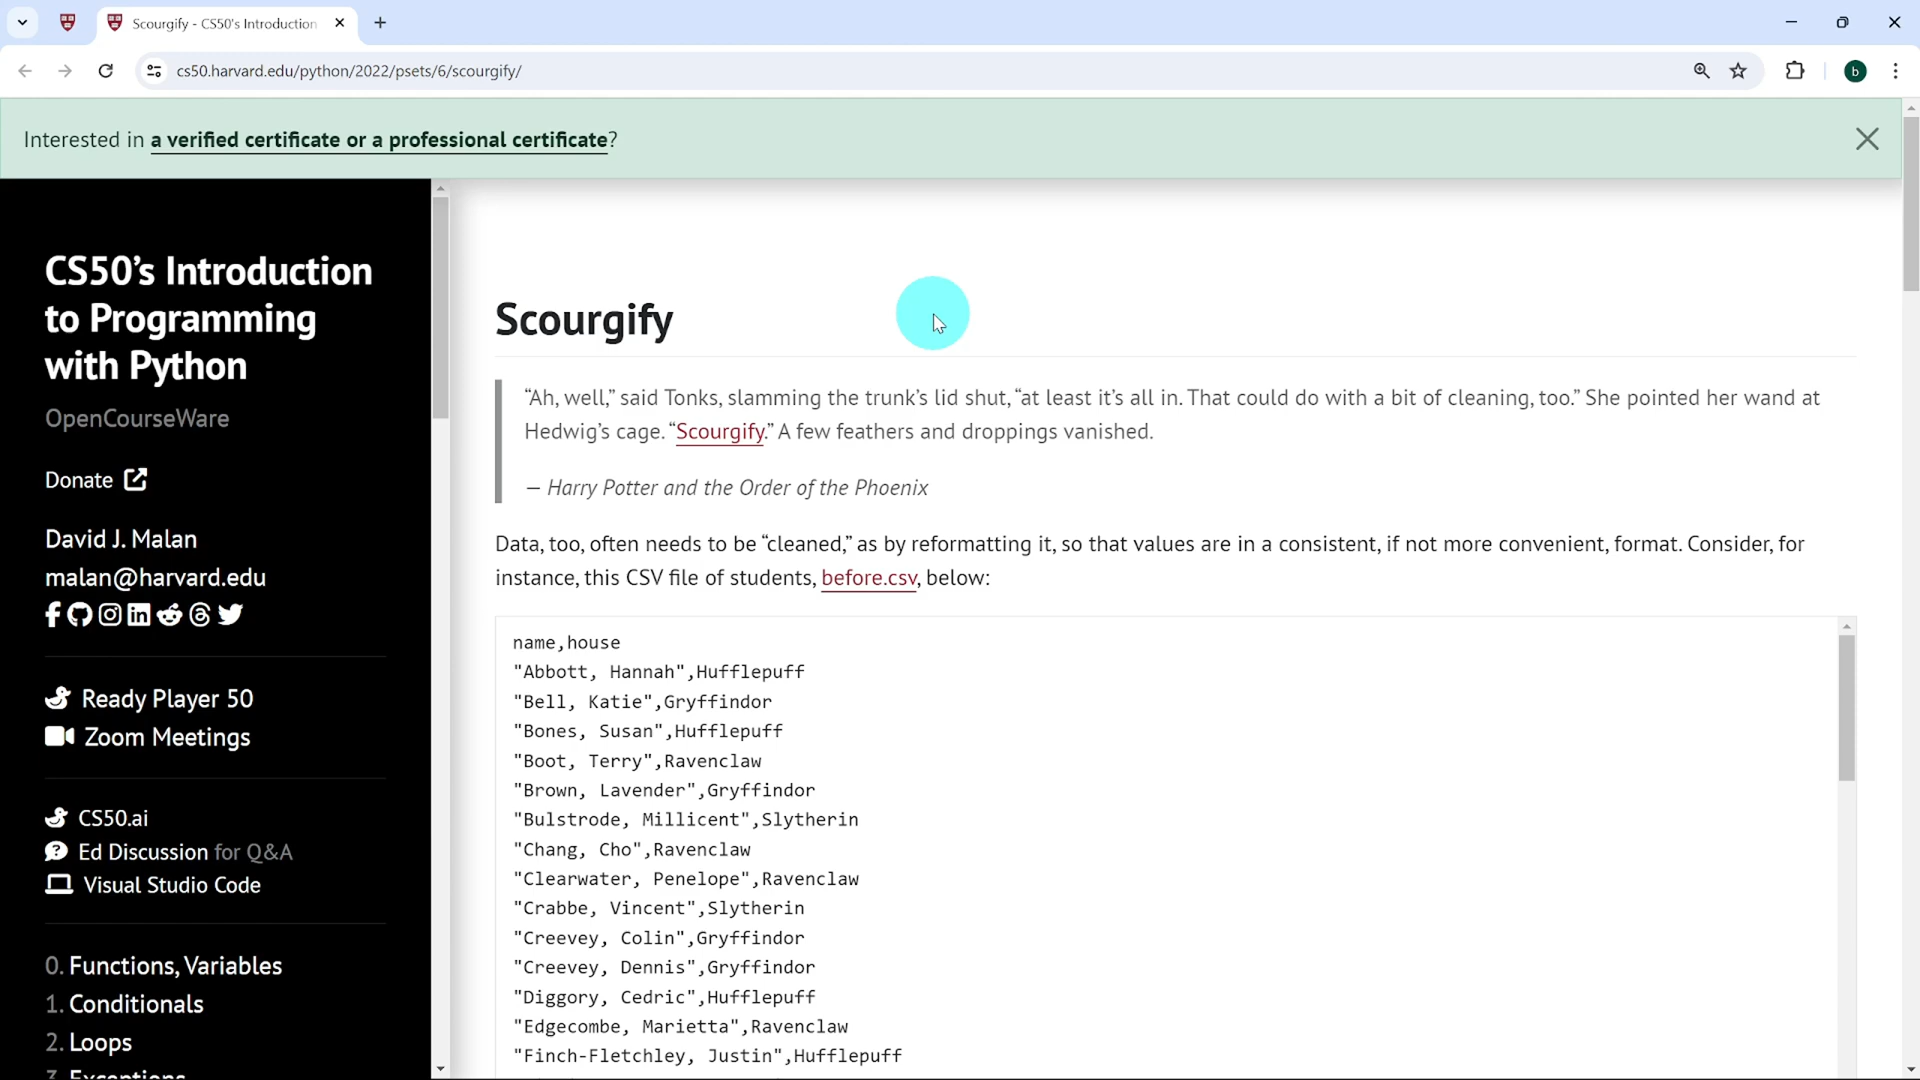 Scourgify - CS50's Introduction
cs50.harvard.edu/python/2022/psets/6/scourgify/
b
Interested in a verified certificate or a professional certificate?
CS50’s Introduction
to Programming
with Python
OpenCourseWare
Donate
David J. Malan
malan@harvard.edu
Ready Player 50
Zoom Meetings
CS50.ai
Ed Discussion for Q&A
Visual Studio Code
0. Functions, Variables
1. Conditionals
2. Loops
3. Exceptions
Scourgify
“Ah, well,” said Tonks, slamming the trunk’s lid shut, “at least it’s all in. That could do with a bit of cleaning, too.” She pointed her wand at
Hedwig’s cage. “Scourgify.” A few feathers and droppings vanished.
— Harry Potter and the Order of the Phoenix
Data, too, often needs to be “cleaned,” as by reformatting it, so that values are in a consistent, if not more convenient, format. Consider, for
instance, this CSV file of students, before.csv, below:
name,house
"Abbott, Hannah",Hufflepuff
"Bell, Katie",Gryffindor
"Bones, Susan",Hufflepuff
"Boot, Terry",Ravenclaw
"Brown, Lavender",Gryffindor
"Bulstrode, Millicent",Slytherin
"Chang, Cho",Ravenclaw
"Clearwater, Penelope",Ravenclaw
"Crabbe, Vincent",Slytherin
"Creevey, Colin",Gryffindor
"Creevey, Dennis",Gryffindor
"Diggory, Cedric",Hufflepuff
"Edgecombe, Marietta",Ravenclaw
"Finch-Fletchley, Justin",Hufflepuff